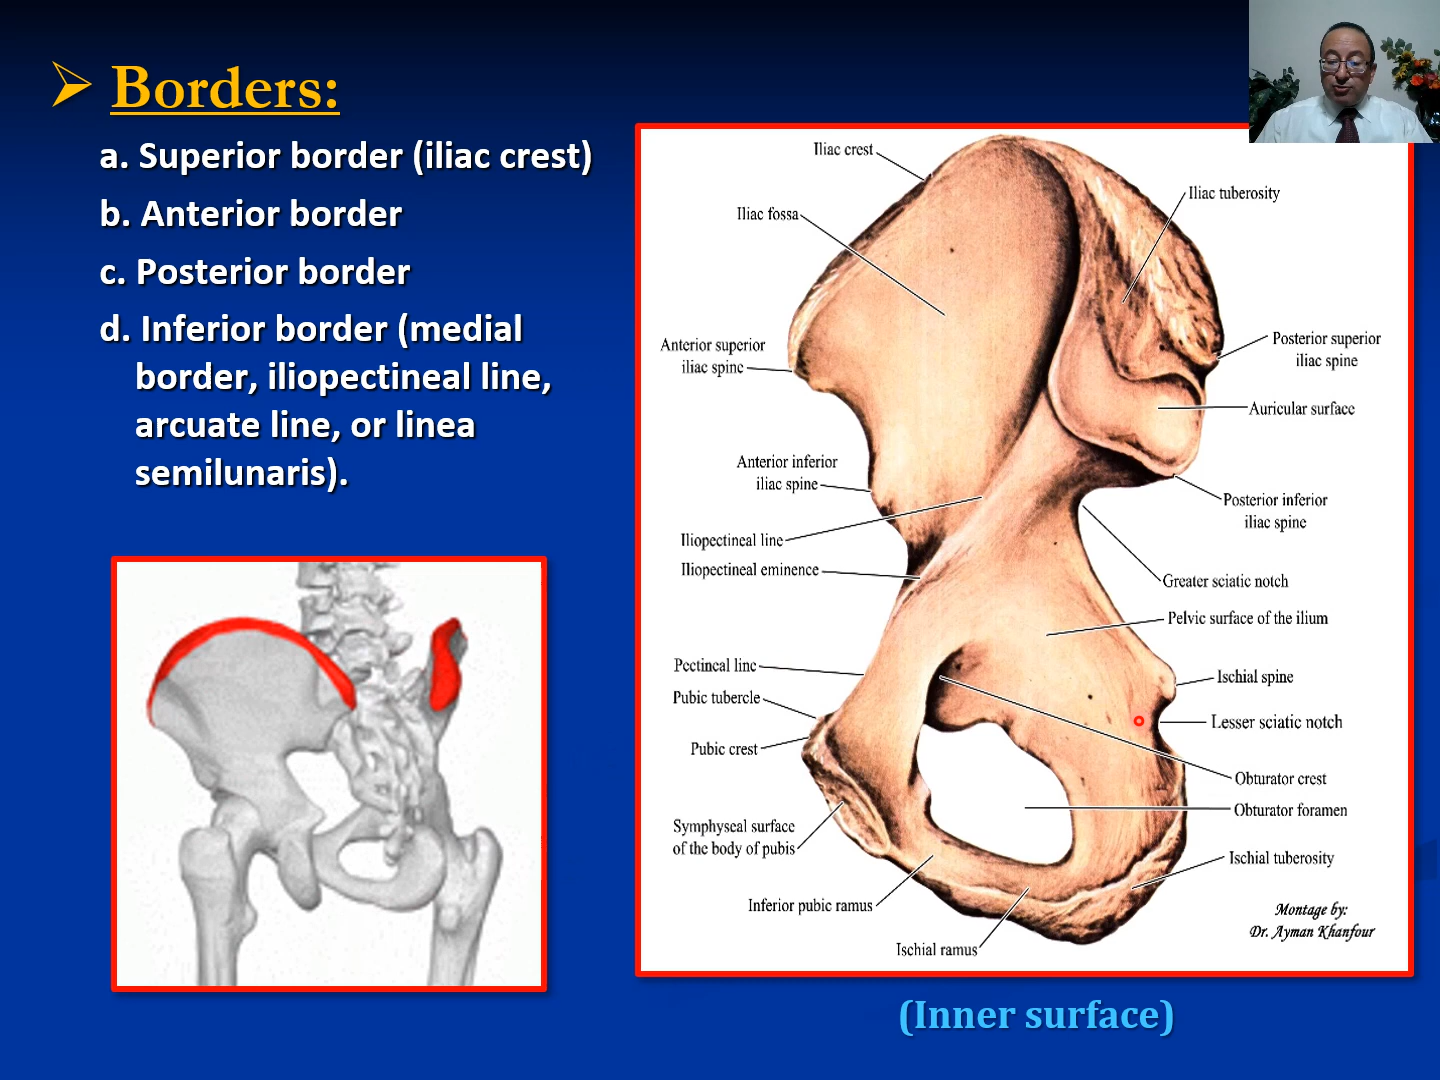 Borders:
a. Superior border (iliac crest)
b. Anterior border
c. Posterior border
d. Inferior border (medial
border, iliopectineal line,
arcuate line, or linea
semilunaris).
Iliac crest
Iliac fossa
Iliac tuberosity
Anterior superior
iliac spine
Posterior superior
iliac spine
Auricular surface
Anterior inferior
iliac spine
Posterior inferior
iliac spine
Iliopectineal line
Iliopectineal eminence
Greater sciatic notch
Pelvic surface of the ilium
Pectineal line
Ischial spine
Pubic tubercle
Lesser sciatic notch
Pubic crest
Obturator crest
Obturator foramen
Symphyseal surface
of the body of pubis
Ischial tuberosity
Inferior pubic ramus
Ischial ramus
Montage by:
Dr. Ayman Khanfour
(Inner surface)